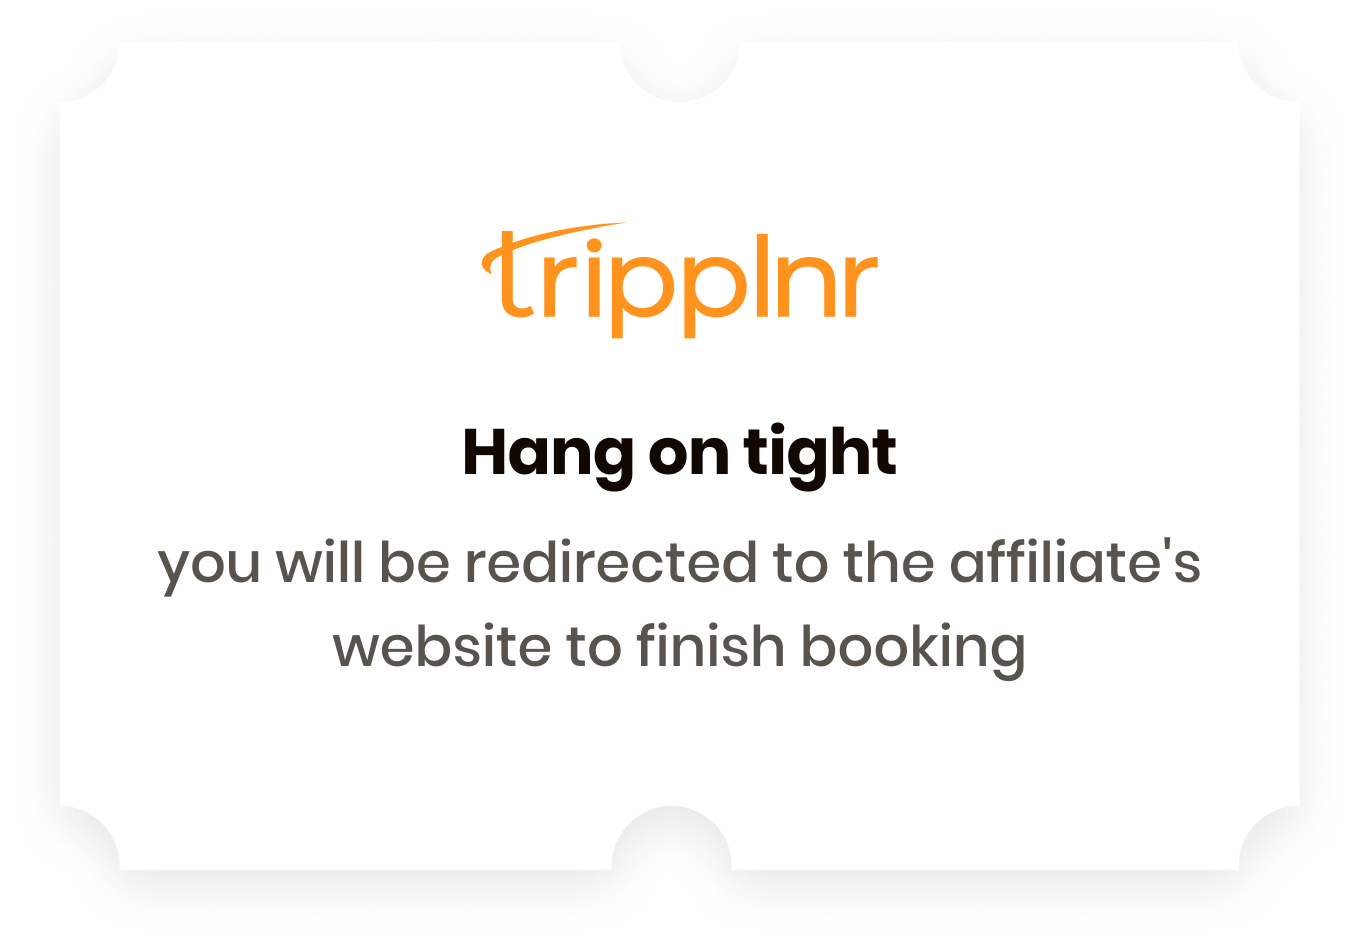 tripplnr
Hang on tight
you will be redirected to the affiliate's
website to finish booking